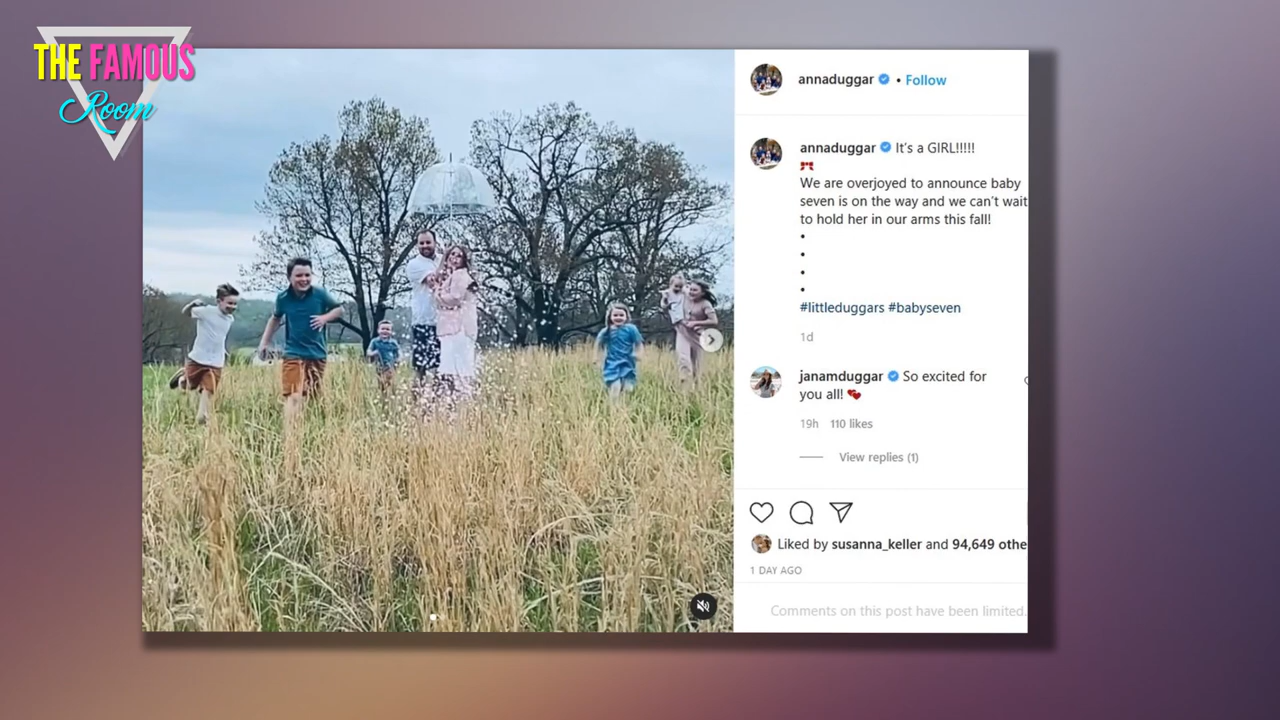 THE FAMOUS
Room
annaduggar • Follow
annaduggar It's a GIRL!!!!!
We are overjoyed to announce baby
seven is on the way and we can't wait
to hold her in our arms this fall!
•
•
•
•
#littleduggars #babyseven
1d
janamduggar So excited for
you all!
19h 110 likes
View replies (1)
Liked by susanna_keller and 94,649 othe
1 DAY AGO
Comments on this post have been limited.